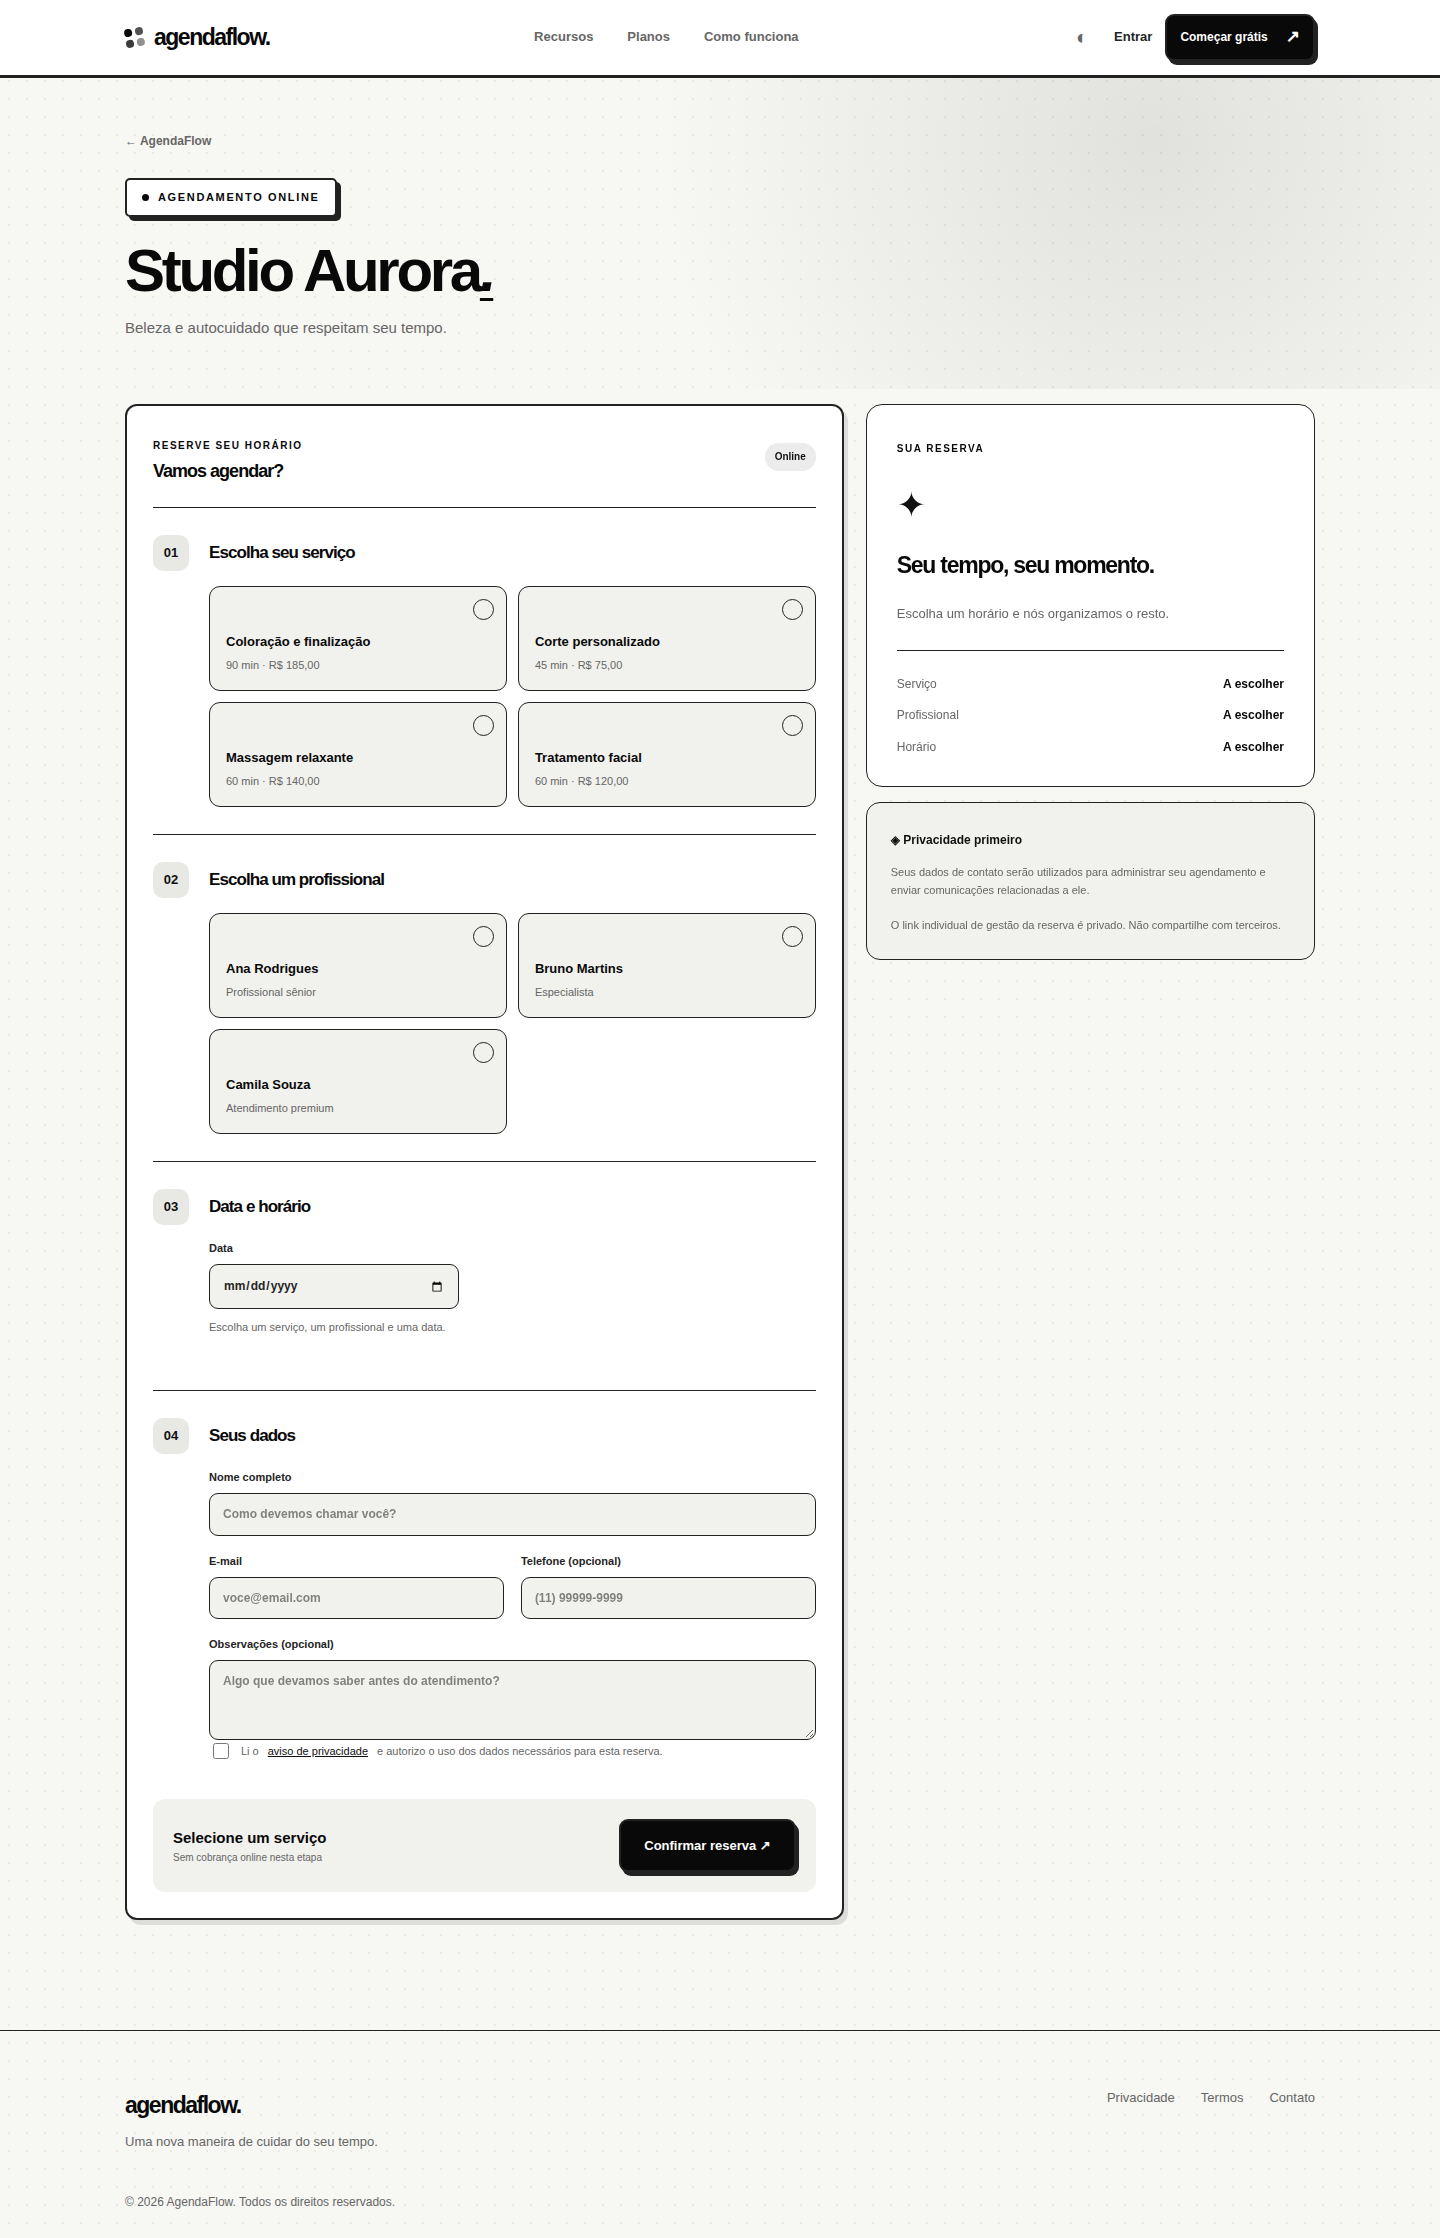 agendaflow.
Recursos Planos Como funciona
Entrar Começar grátis ↗
← AgendaFlow
AGENDAMENTO ONLINE
Studio Aurora.
Beleza e autocuidado que respeitam seu tempo.
RESERVE SEU HORÁRIO
Vamos agendar?
Online
01 Escolha seu serviço
Coloração e finalização
90 min · R$ 185,00
Corte personalizado
45 min · R$ 75,00
Massagem relaxante
60 min · R$ 140,00
Tratamento facial
60 min · R$ 120,00
02 Escolha um profissional
Ana Rodrigues
Profissional sênior
Bruno Martins
Especialista
Camila Souza
Atendimento premium
03 Data e horário
Data
mm/dd/yyyy
Escolha um serviço, um profissional e uma data.
04 Seus dados
Nome completo
Como devemos chamar você?
E-mail
voce@email.com
Telefone (opcional)
(11) 99999-9999
Observações (opcional)
Algo que devamos saber antes do atendimento?
Li o aviso de privacidade e autorizo o uso dos dados necessários para esta reserva.
Selecione um serviço
Sem cobrança online nesta etapa
Confirmar reserva ↗
SUA RESERVA
✦
Seu tempo, seu momento.
Escolha um horário e nós organizamos o resto.
Serviço A escolher
Profissional A escolher
Horário A escolher
◈ Privacidade primeiro
Seus dados de contato serão utilizados para administrar seu agendamento e
enviar comunicações relacionadas a ele.
O link individual de gestão da reserva é privado. Não compartilhe com terceiros.
agendaflow.
Uma nova maneira de cuidar do seu tempo.
Privacidade Termos Contato
© 2026 AgendaFlow. Todos os direitos reservados.